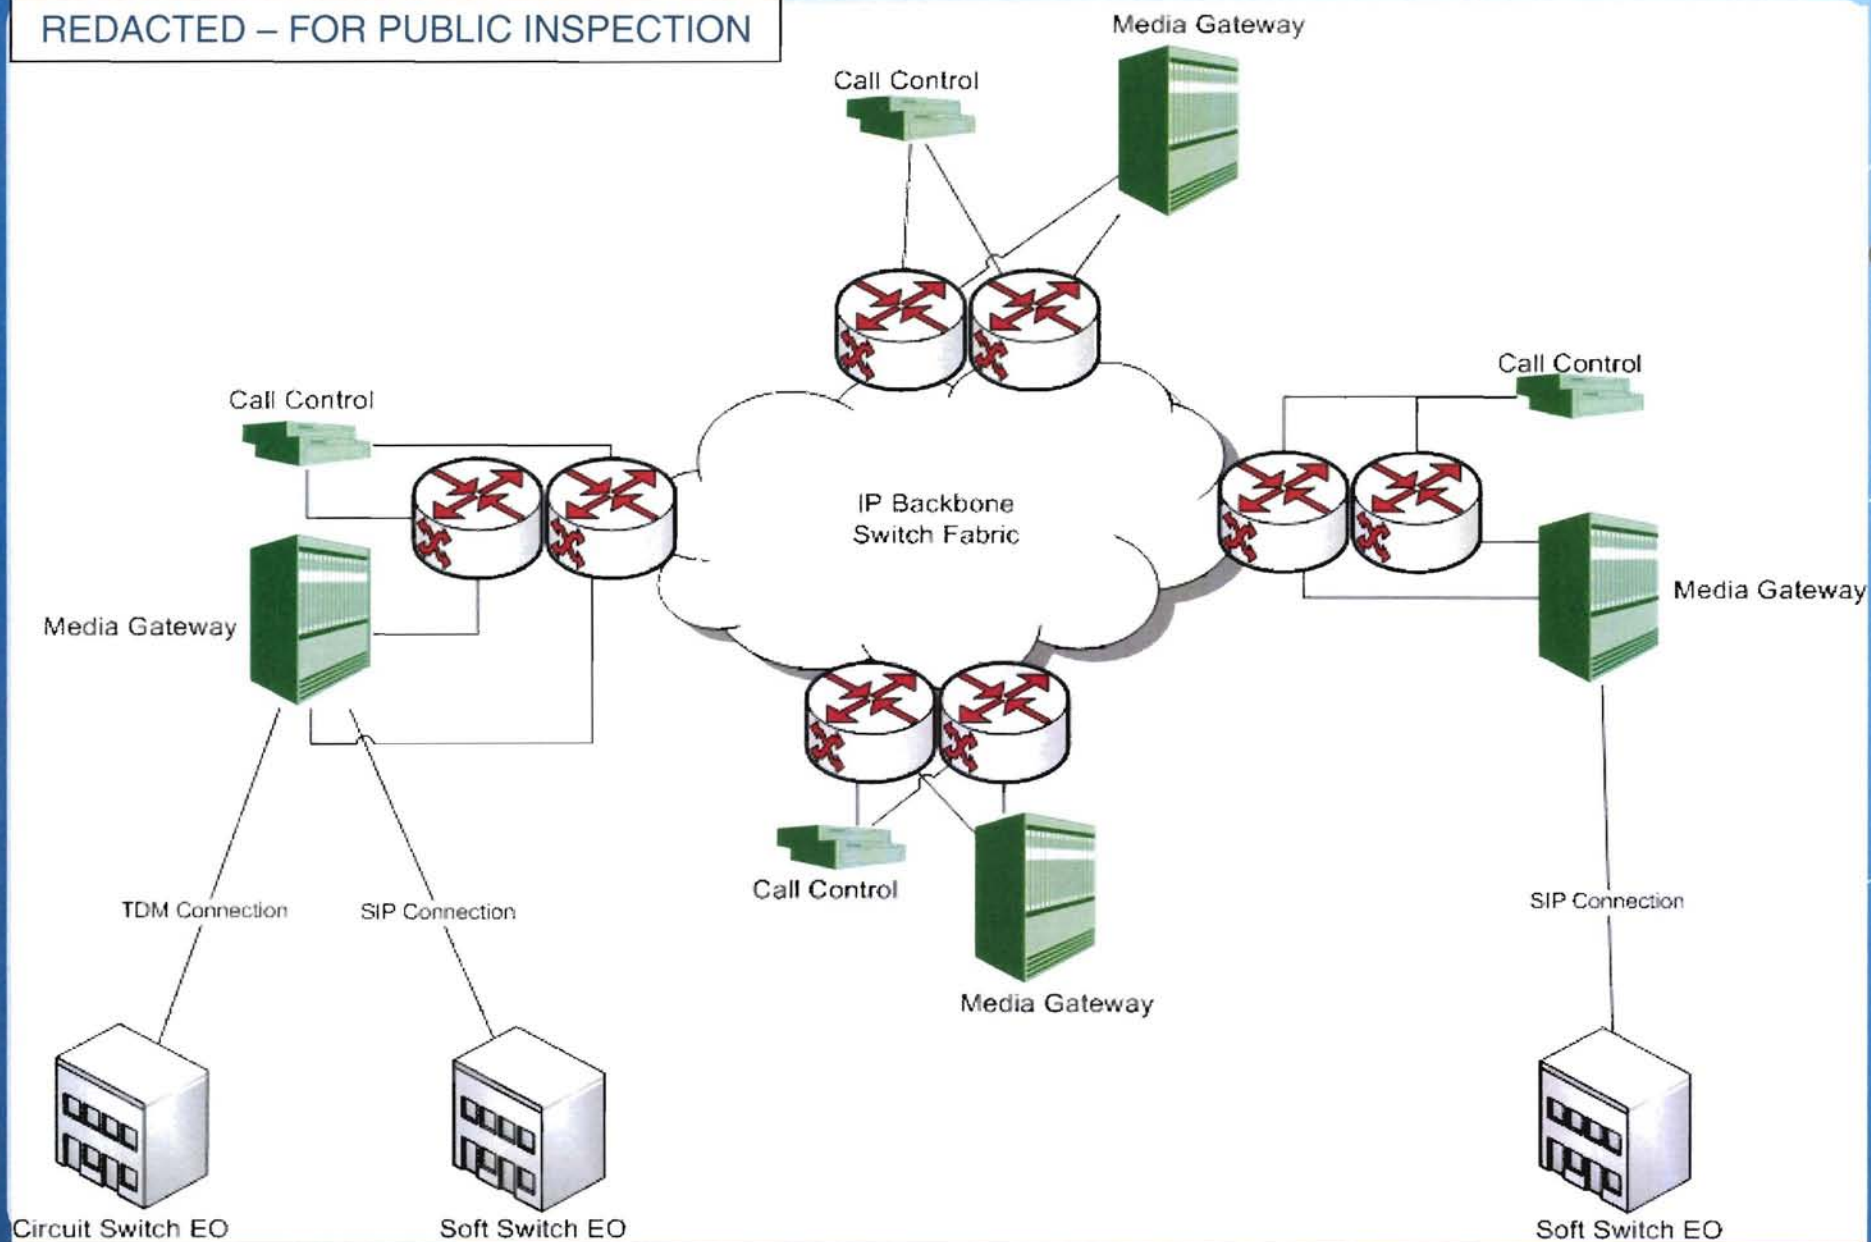 REDACTED – FOR PUBLIC INSPECTION
Media Gateway
Call Control
Call Control
Call Control
IP Backbone
Switch Fabric
Media Gateway
Media Gateway
Call Control
TDM Connection
SIP Connection
SIP Connection
Media Gateway
Circuit Switch EO
Soft Switch EO
Soft Switch EO